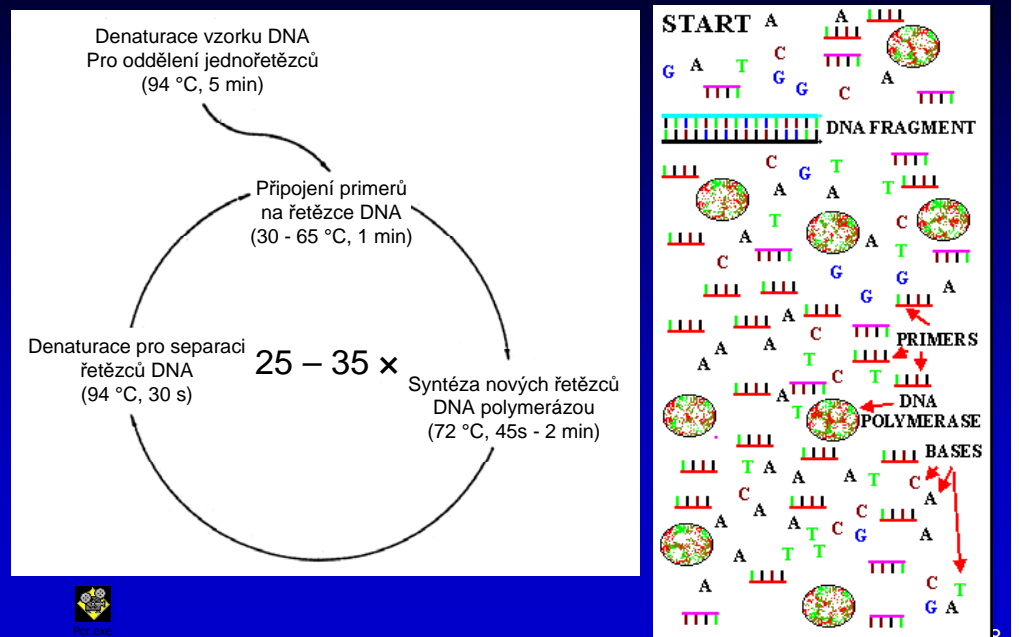 Denaturace vzorku DNA
Pro oddělení jednořetězců
(94 °C, 5 min)
Připojení primerů
na řetězce DNA
(30 - 65 °C, 1 min)
Denaturace pro separaci
řetězců DNA
(94 °C, 30 s)
25 – 35 ×
Syntéza nových řetězců
DNA polymerázou
(72 °C, 45s - 2 min)
Pcr.exe
START A A
C
G A T G A
G C
DNA FRAGMENT
C G T
A A T
T C
A A T
C
G G A
G
A
C
PRIMERS
A A A T
C T
A DNA
T POLYMERASE
BASES
T A A A T C
C A A
A C
A T C G A
A T T
A C T
G A